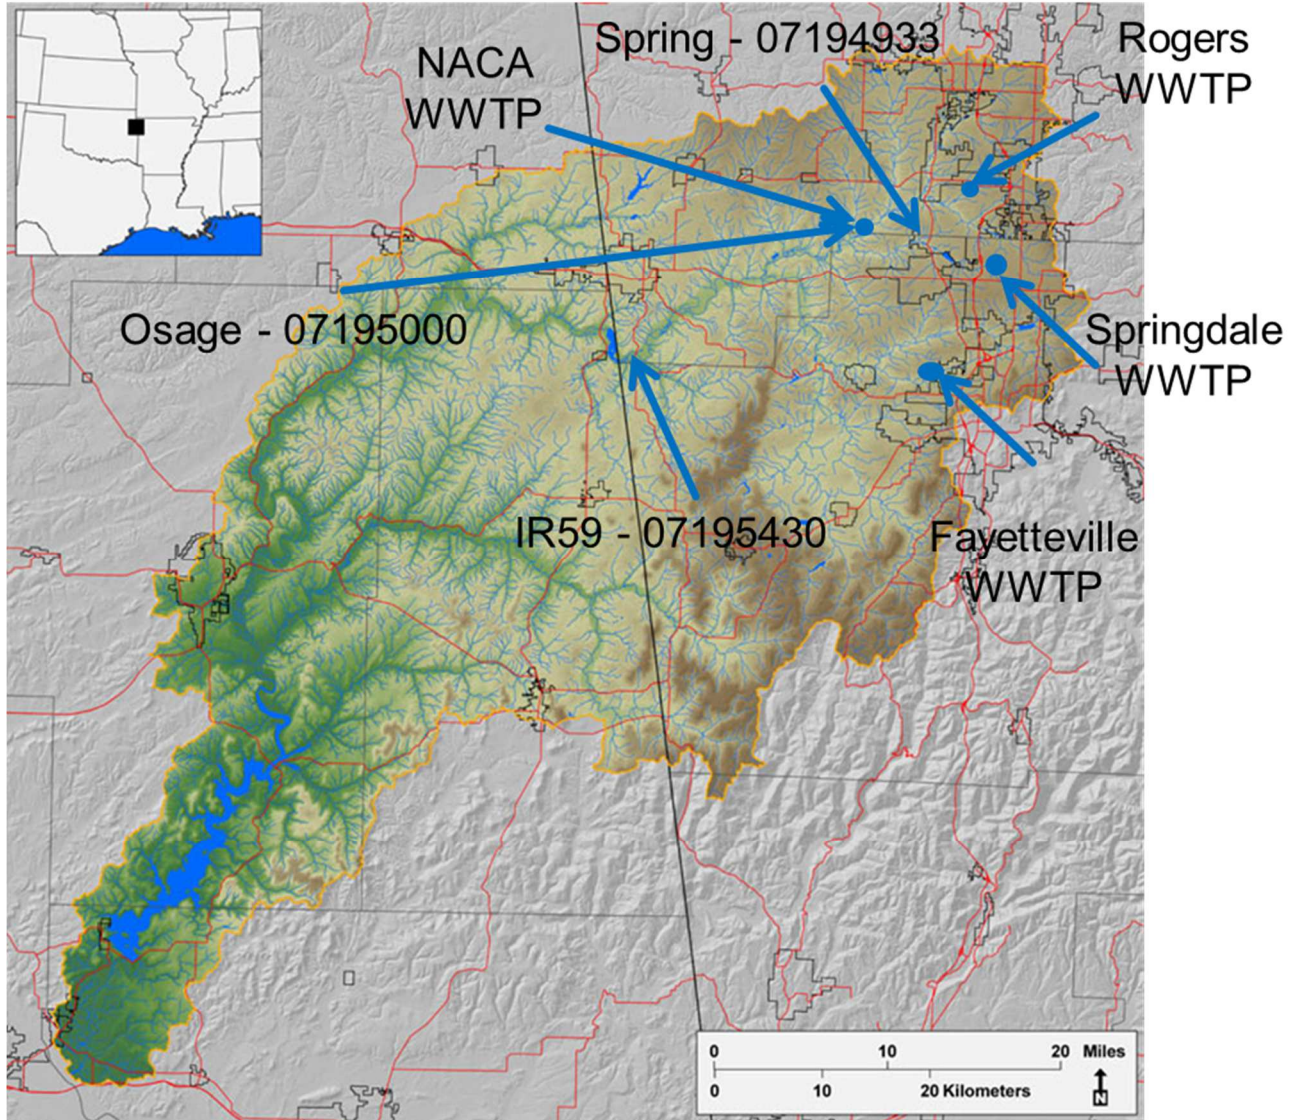 Spring - 07194933
Rogers
WWTP
NACA
WWTP
Osage - 07195000
Springdale
WWTP
IR59 - 07195430
Fayetteville
WWTP
0 10 20 Miles
0 10 20 Kilometers
N